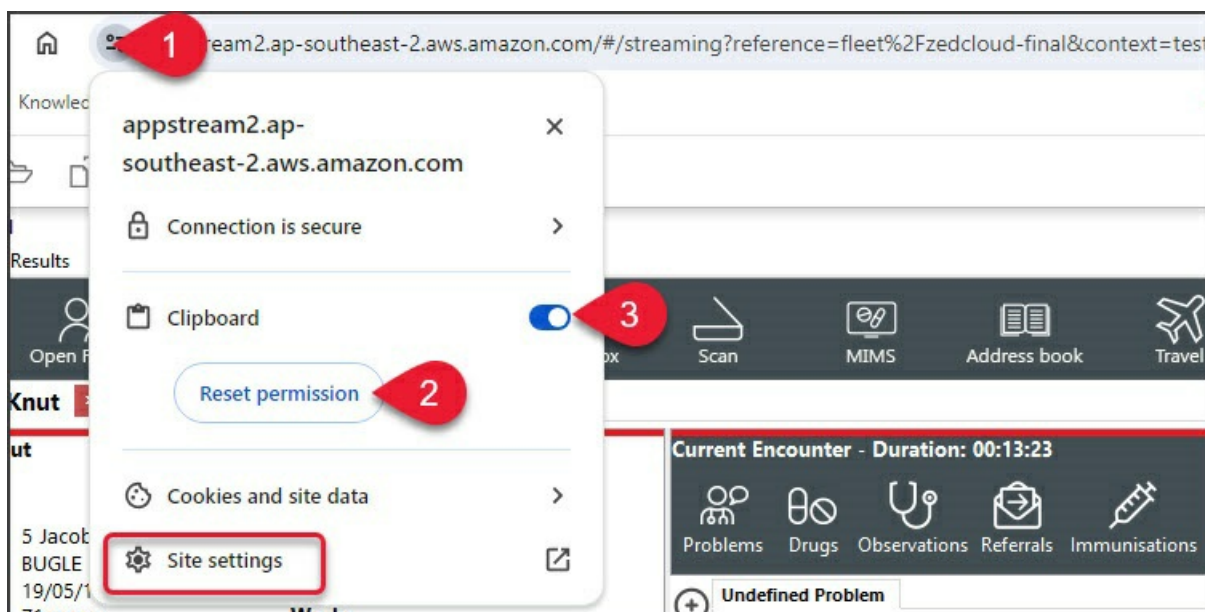 1
ream2.ap-southeast-2.aws.amazon.com/#/streaming?reference=fleet%2Fzedcloud-final&context=test
Knowled
appstream2.ap-
southeast-2.aws.amazon.com
Connection is secure
Results
Clipboard
3
Open F
ox
Scan
MIMS
Address book
Travel
Reset permission
2
Knut
ut
Current Encounter - Duration: 00:13:23
Cookies and site data
Problems
Drugs
Observations
Referrals
Immunisations
5 Jacob
BUGLE
Site settings
19/05/1
Undefined Problem